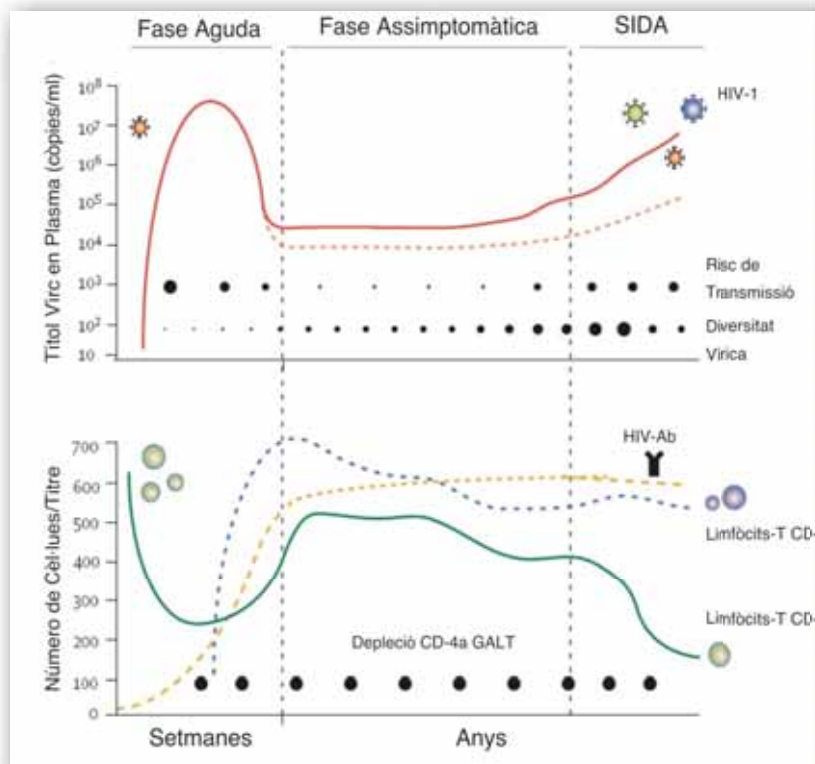 Fase Aguda
Fase Assimptomàtica
SIDA
Títol Víric en Plasma (còpies/ml)
10⁸
10⁷
10⁶
10⁵
10⁴
10³
10²
10
HIV-1
Risc de
Transmissió
Diversitat
Vírica
Número de Cèl·lules/Titre
700
600
500
400
300
200
100
0
HIV-Ab
Limfòcits-T CD-
Limfòcits-T CD-
Depleció CD-4a GALT
Setmanes
Anys